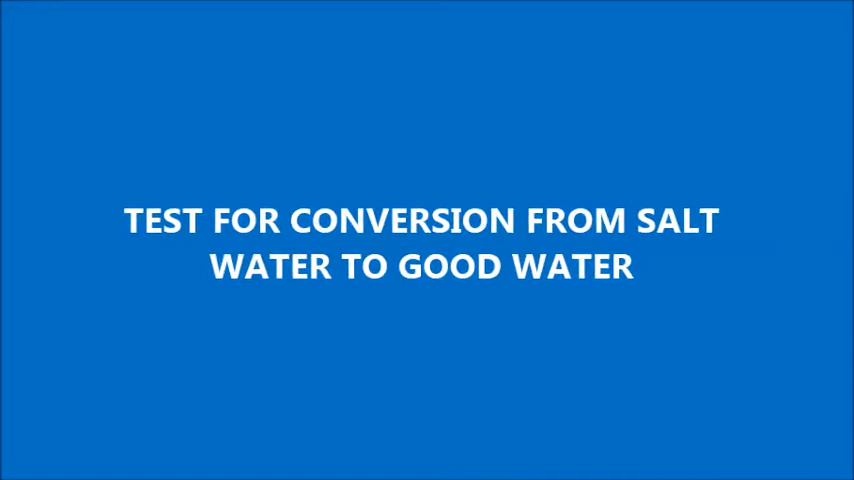 TEST FOR CONVERSION FROM SALT
WATER TO GOOD WATER